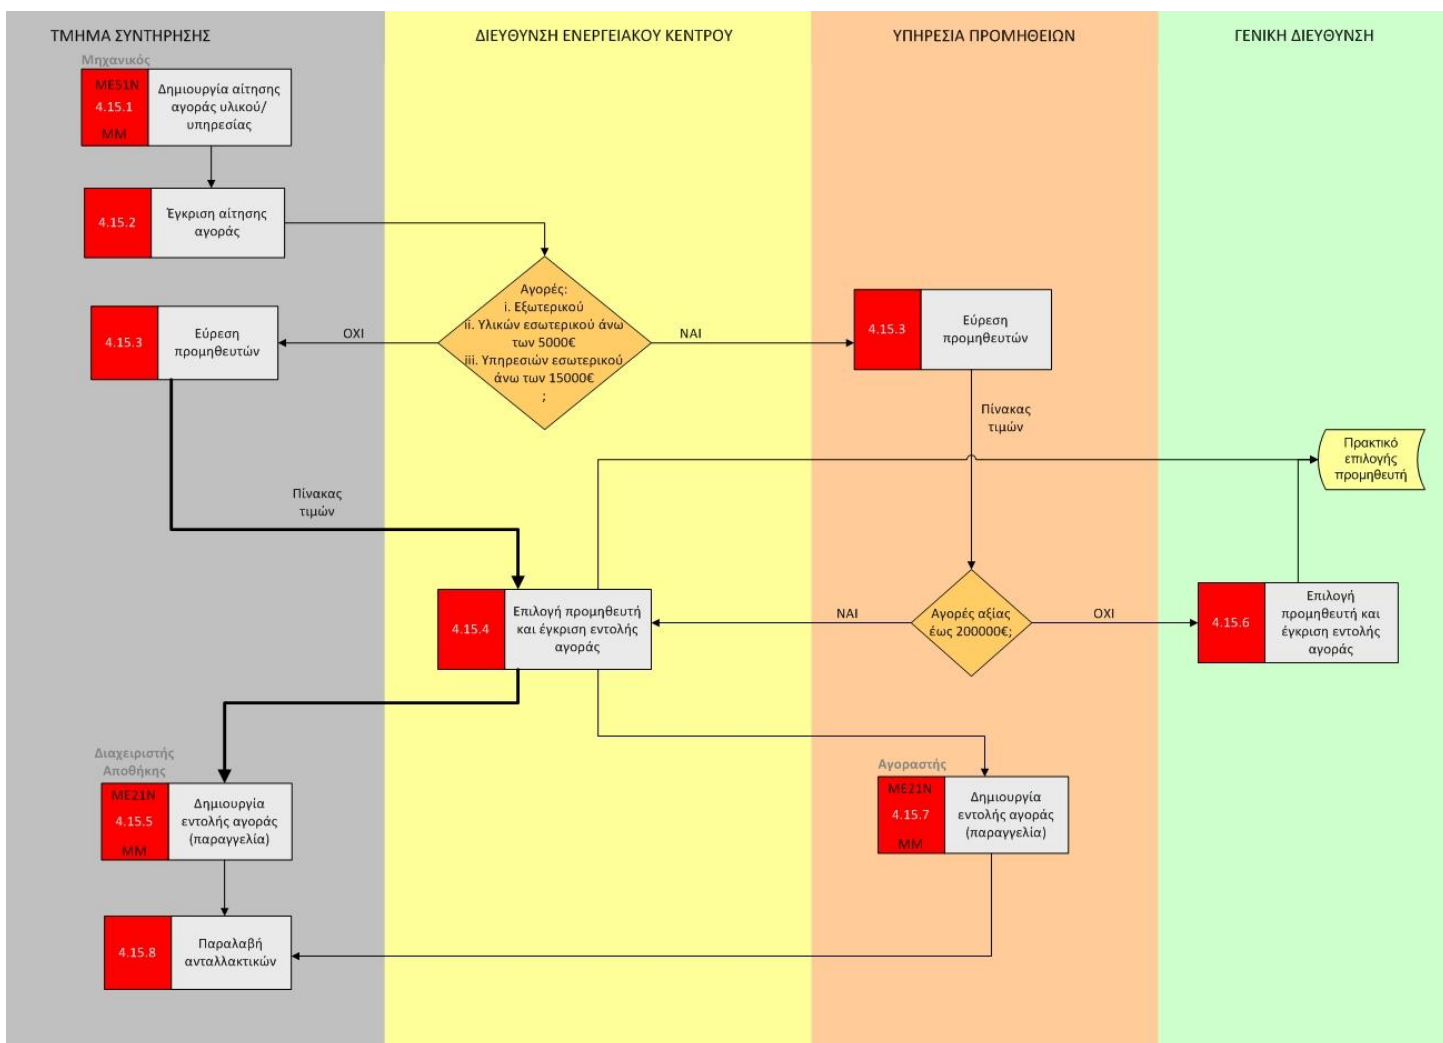 ΤΜΗΜΑ ΣΥΝΤΗΡΗΣΗΣ
ΔΙΕΥΘΥΝΣΗ ΕΝΕΡΓΕΙΑΚΟΥ ΚΕΝΤΡΟΥ
ΥΠΗΡΕΣΙΑ ΠΡΟΜΗΘΕΙΩΝ
ΓΕΝΙΚΗ ΔΙΕΥΘΥΝΣΗ
Μηχανικός
ME51N
4.15.1
MM
Δημιουργία αίτησης
αγοράς υλικού/
υπηρεσίας
4.15.2
Έγκριση αίτησης
αγοράς
Αγορές:
i. Εξωτερικού
ii. Υλικών εσωτερικού άνω
των 5000€
iii. Υπηρεσιών εσωτερικού
άνω των 15000€
;
ΟΧΙ
ΝΑΙ
4.15.3
Εύρεση
προμηθευτών
4.15.3
Εύρεση
προμηθευτών
Πίνακας
τιμών
Πρακτικό
επιλογής
προμηθευτή
Πίνακας
τιμών
4.15.4
Επιλογή προμηθευτή
και έγκριση εντολής
αγοράς
ΝΑΙ
Αγορές αξίας
έως 200000€;
ΟΧΙ
4.15.6
Επιλογή
προμηθευτή και
έγκριση εντολής
αγοράς
Διαχειριστής
Αποθήκης
ME21N
4.15.5
MM
Δημιουργία
εντολής αγοράς
(παραγγελία)
Αγοραστής
ME21N
4.15.7
MM
Δημιουργία
εντολής αγοράς
(παραγγελία)
4.15.8
Παραλαβή
ανταλλακτικών